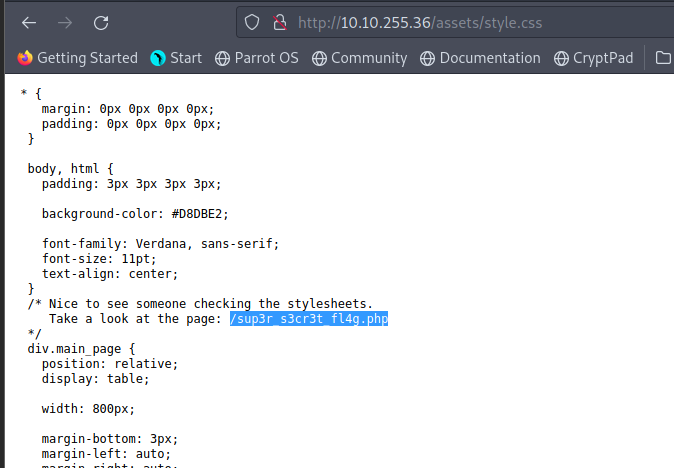 http://10.10.255.36/assets/style.css
Getting Started Start Parrot OS Community Documentation CryptPad
* {
margin: 0px 0px 0px 0px;
padding: 0px 0px 0px 0px;
}
body, html {
padding: 3px 3px 3px 3px;
background-color: #D8DBE2;
font-family: Verdana, sans-serif;
font-size: 11pt;
text-align: center;
}
/* Nice to see someone checking the stylesheets.
Take a look at the page: /sup3r_s3cr3t_fl4g.php
*/
div.main_page {
position: relative;
display: table;
width: 800px;
margin-bottom: 3px;
margin-left: auto;
margin-right: auto;